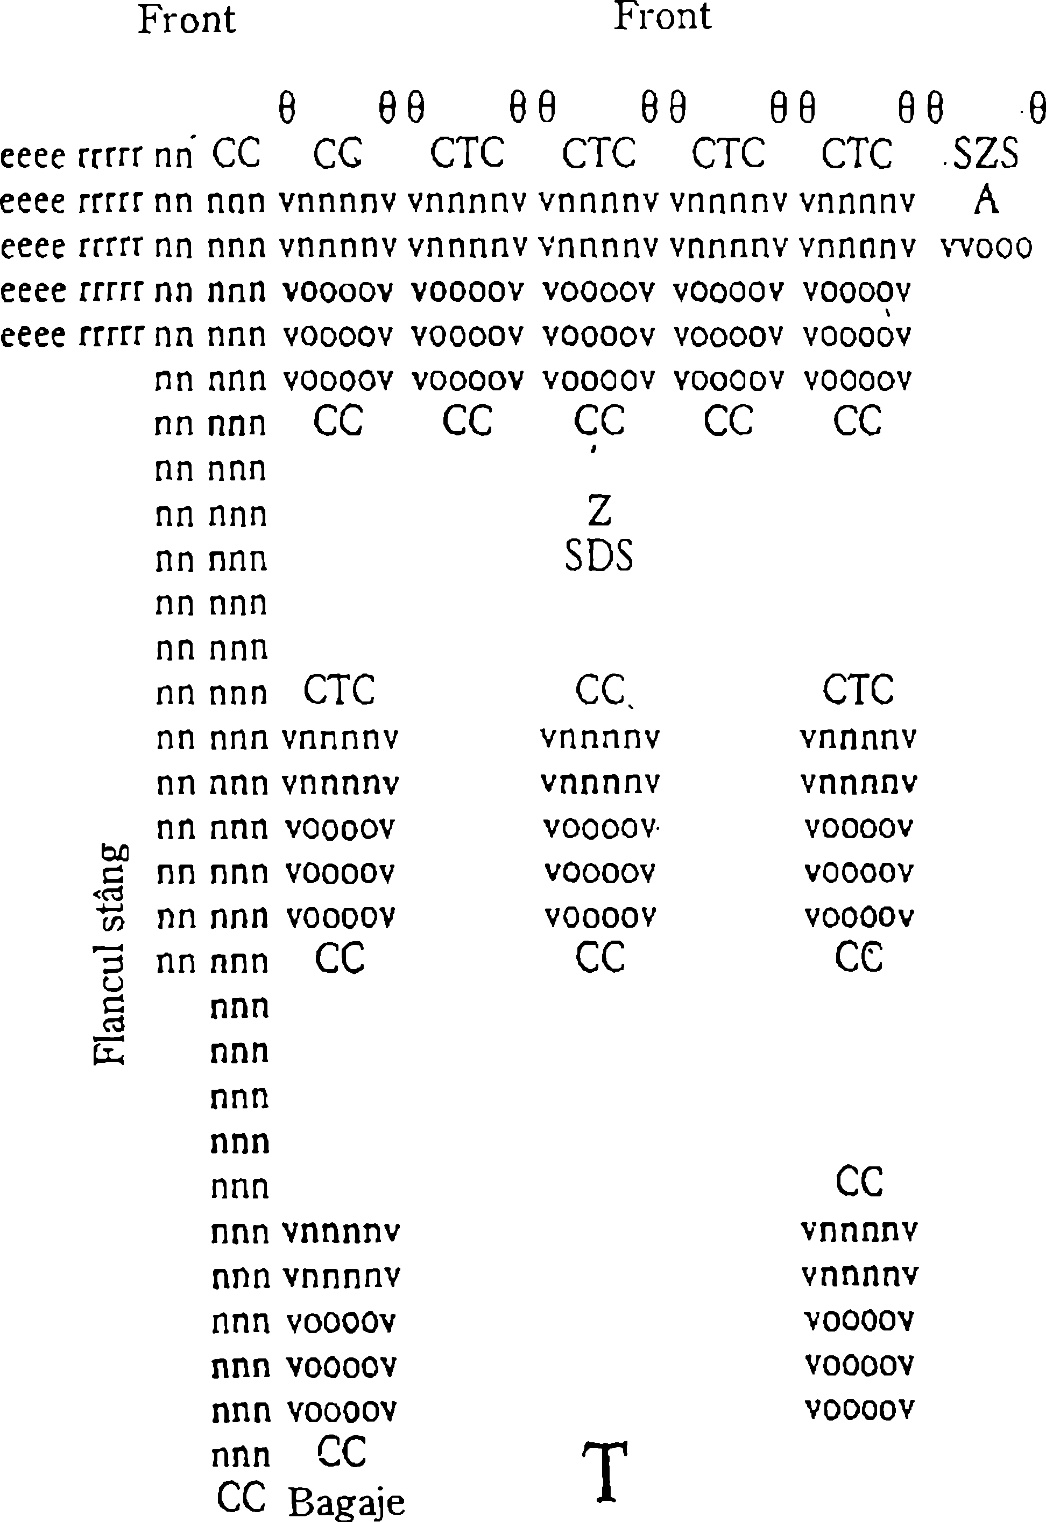 Front Front
θ θθ θθ θθ θθ θθ θ
eeee rrrrr nn CC CC CTC CTC CTC CTC SZS
eeee rrrrr nn nnn vnnnnv vnnnnv vnnnnv vnnnnv vnnnnv A
eeee rrrrr nn nnn vnnnnv vnnnnv vnnnnv vnnnnv vnnnnv vvooo
eeee rrrrr nn nnn voooov voooov voooov voooov voooov
eeee rrrrr nn nnn voooov voooov voooov voooov voooov
nn nnn voooov voooov voooov voooov voooov
nn nnn CC CC CC CC CC
nn nnn
nn nnn Z
nn nnn SDS
nn nnn
nn nnn
nn nnn CTC CC CTC
nn nnn vnnnnv vnnnnv vnnnnv
nn nnn vnnnnv vnnnnv vnnnnv
nn nnn voooov voooov voooov
nn nnn voooov voooov voooov
nn nnn voooov voooov voooov
nn nnn CC CC CC
Flancul stâng
nnn
nnn
nnn
nnn
nnn CC
nnn vnnnnv vnnnnv
nnn vnnnnv vnnnnv
nnn voooov voooov
nnn voooov voooov
nnn voooov voooov
nnn CC T
CC Bagaje